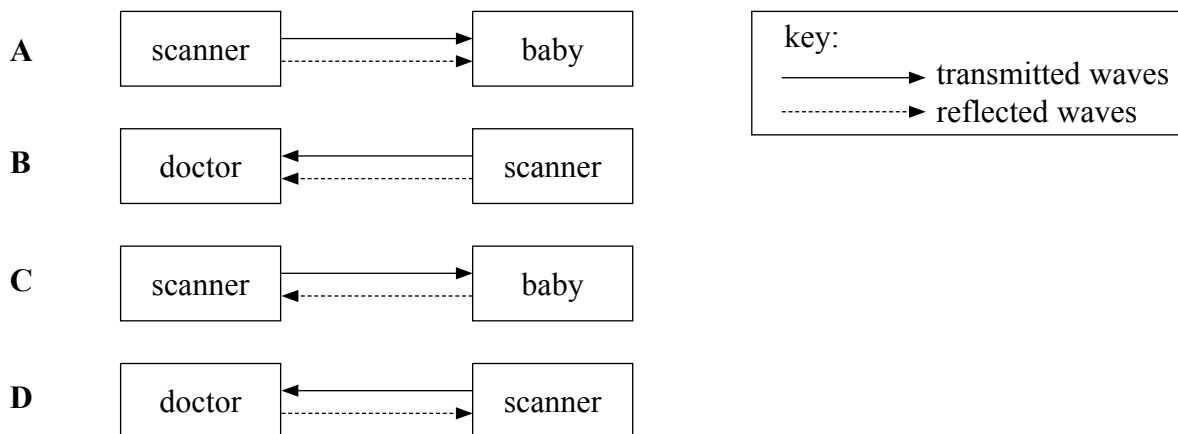 A scanner baby
key:
transmitted waves
reflected waves
B doctor scanner
C scanner baby
D doctor scanner